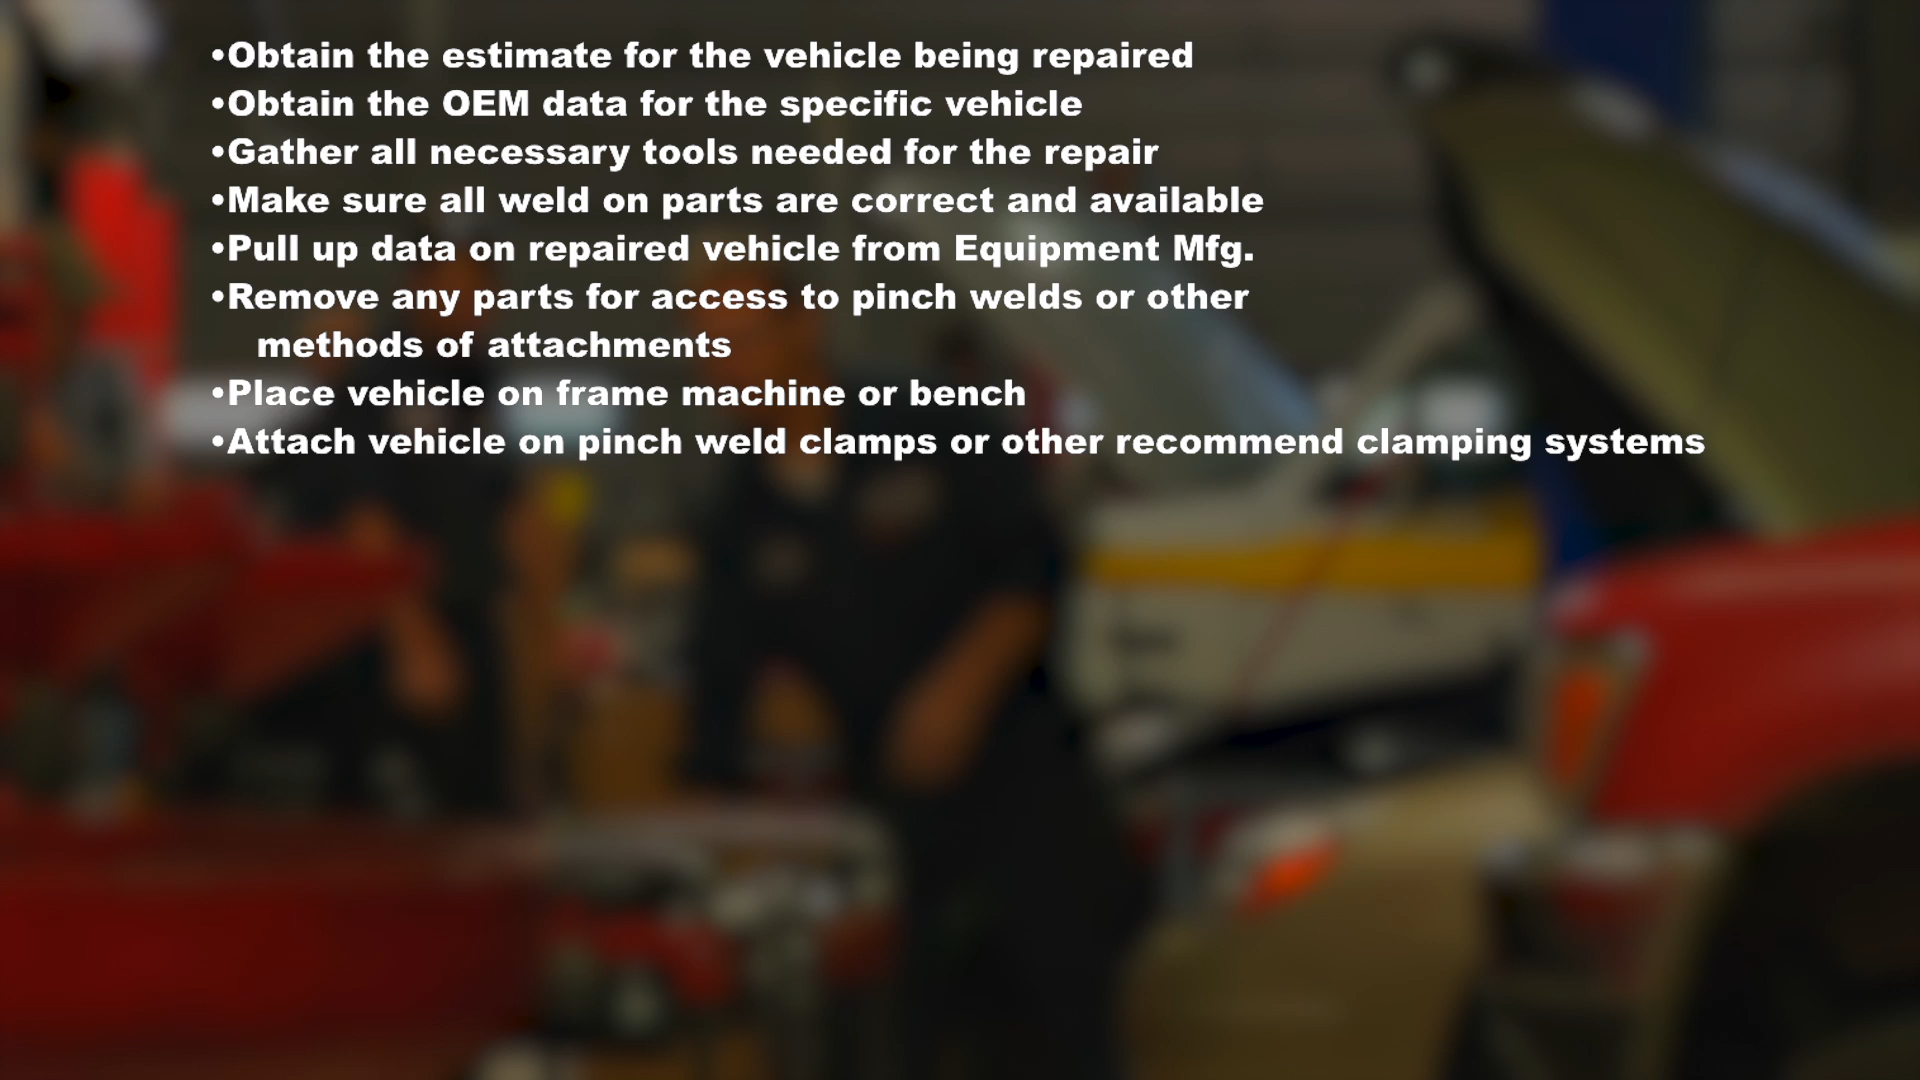 •Obtain the estimate for the vehicle being repaired
•Obtain the OEM data for the specific vehicle
•Gather all necessary tools needed for the repair
•Make sure all weld on parts are correct and available
•Pull up data on repaired vehicle from Equipment Mfg.
•Remove any parts for access to pinch welds or other
methods of attachments
•Place vehicle on frame machine or bench
•Attach vehicle on pinch weld clamps or other recommend clamping systems